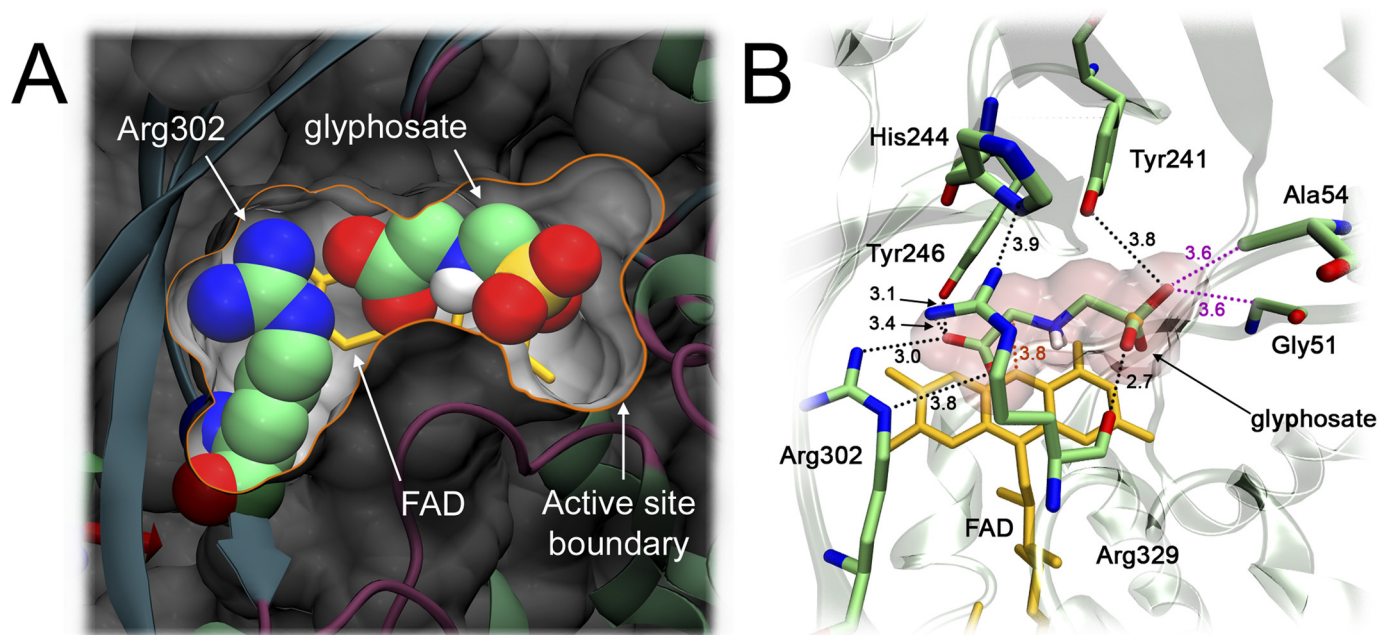 A
Arg302
glyphosate
FAD
Active site
boundary
B
His244
Tyr241
Ala54
3.9
3.8
3.6
Tyr246
3.1
3.6
3.4
Gly51
3.0
3.8
2.7
3.8
glyphosate
Arg302
FAD
Arg329